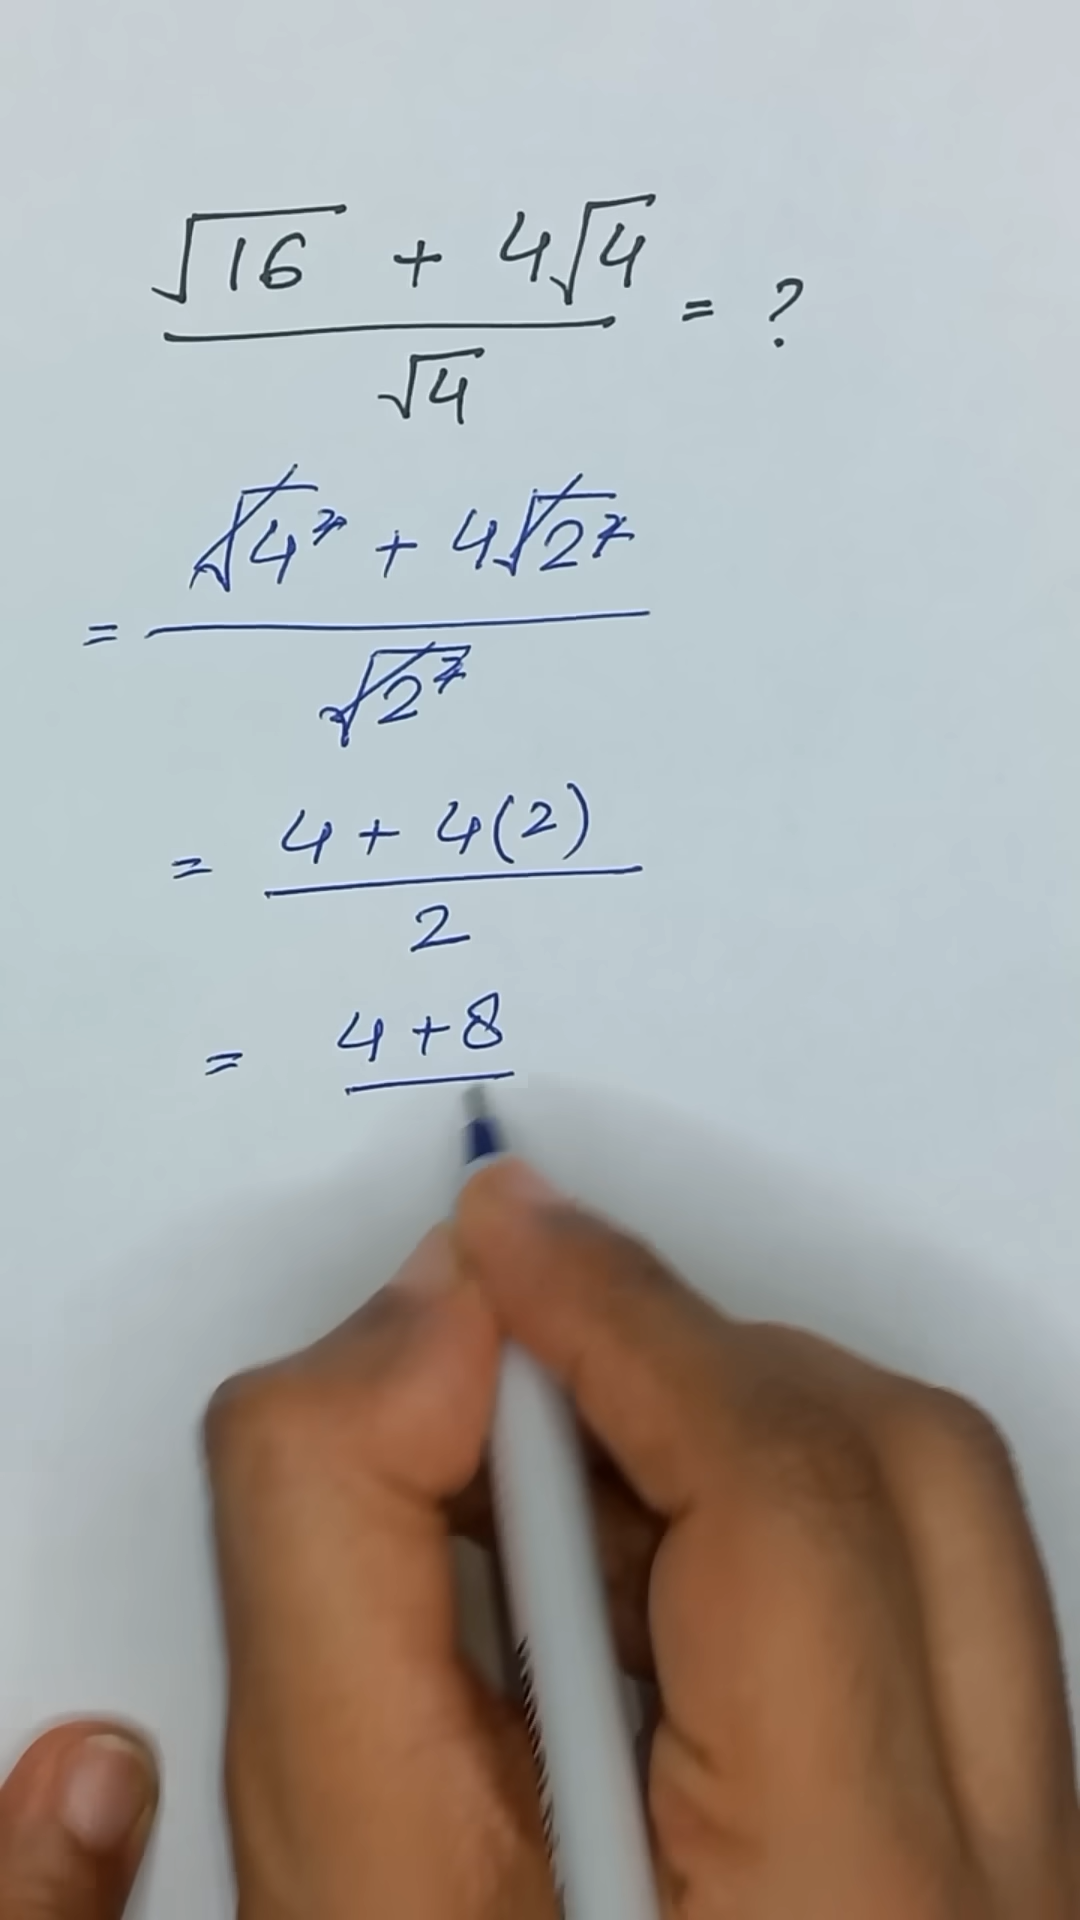 √16 + 4√4
√4
= ?
= √4² + 4√2²
√2²
= 4 + 4(2)
2
= 4 + 8